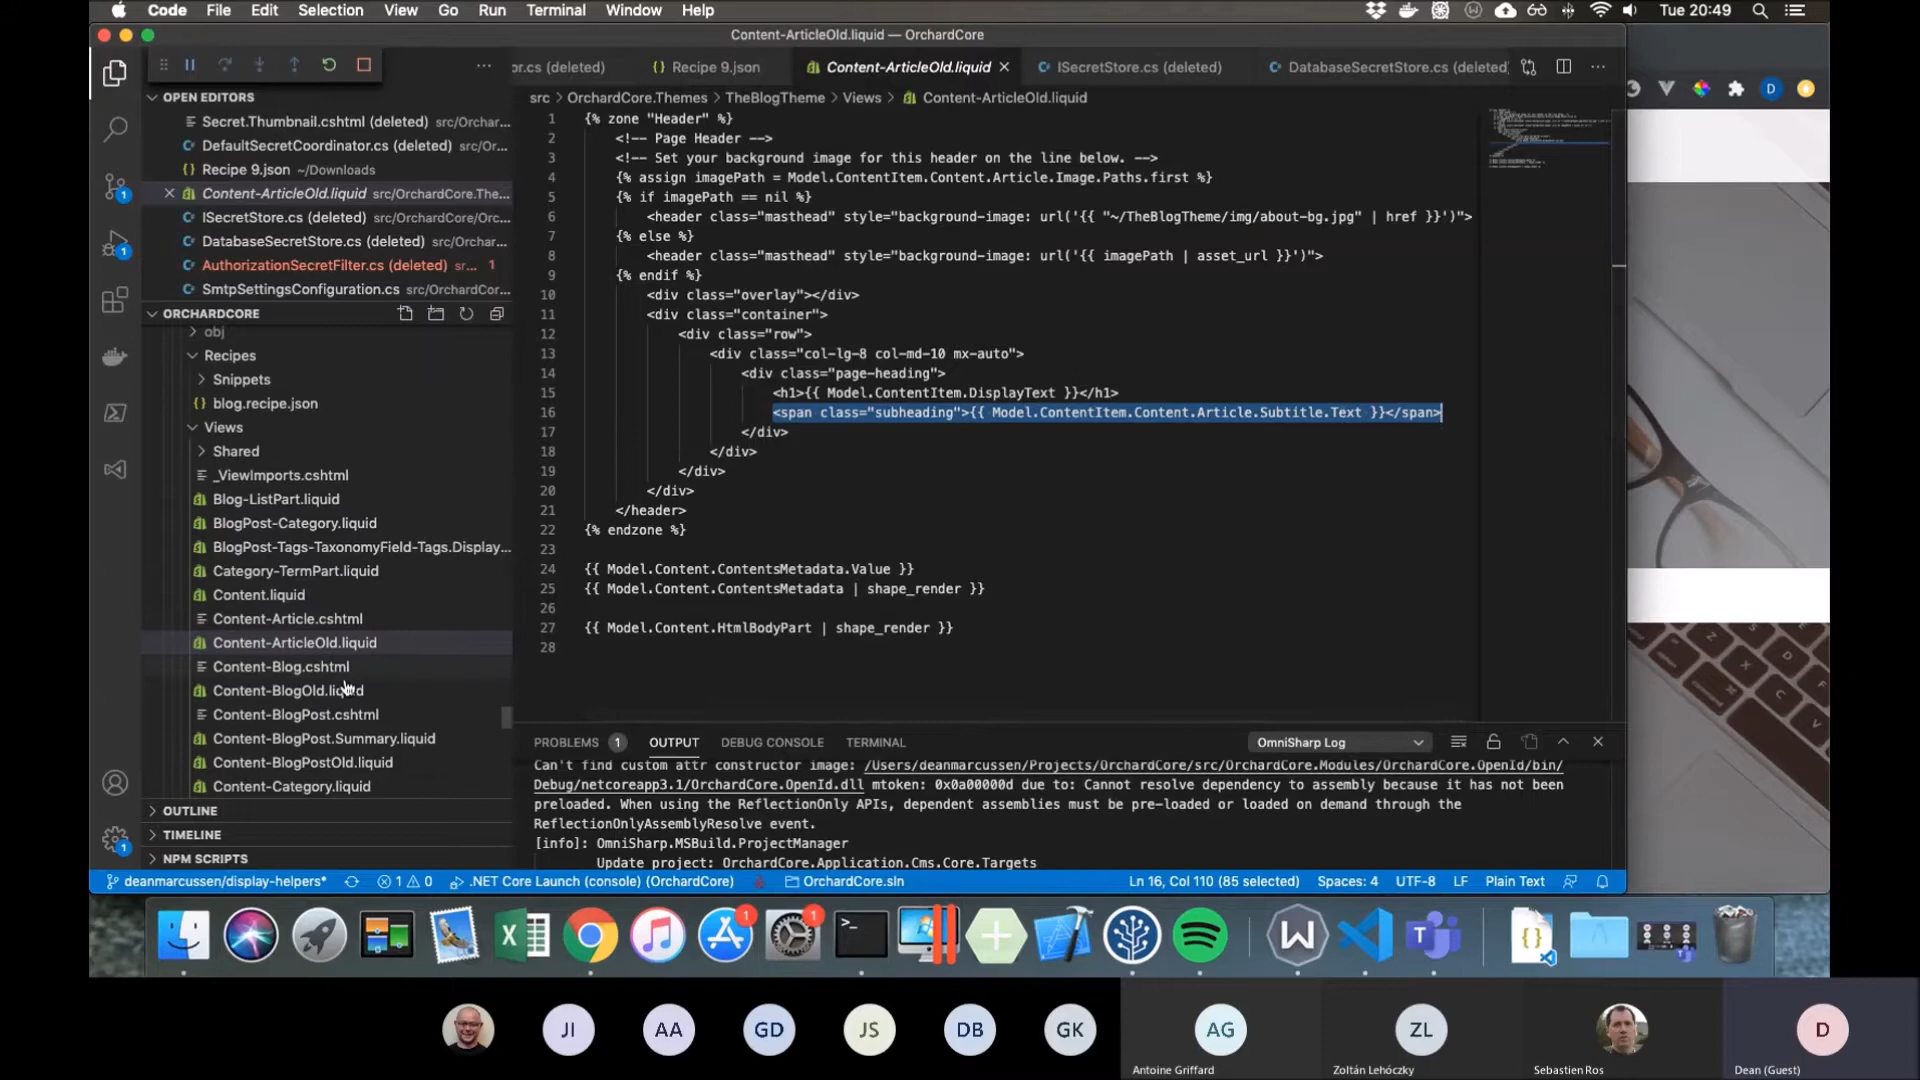 Code File Edit Selection View Go Run Terminal Window Help
Tue 20:49
Content-ArticleOld.liquid — OrchardCore
or.cs (deleted)
Recipe 9.json
Content-ArticleOld.liquid
ISecretStore.cs (deleted)
DatabaseSecretStore.cs (deleted)
OPEN EDITORS
Secret.Thumbnail.cshtml (deleted) src/Orchar...
DefaultSecretCoordinator.cs (deleted) src/Or...
Recipe 9.json ~/Downloads
Content-ArticleOld.liquid src/OrchardCore.The...
ISecretStore.cs (deleted) src/OrchardCore/Orc...
DatabaseSecretStore.cs (deleted) src/Orchard...
AuthorizationSecretFilter.cs (deleted) sr... 1
SmtpSettingsConfiguration.cs src/OrchardCor...
ORCHARDCORE
obj
Recipes
Snippets
blog.recipe.json
Views
Shared
_ViewImports.cshtml
Blog-ListPart.liquid
BlogPost-Category.liquid
BlogPost-Tags-TaxonomyField-Tags.Display...
Category-TermPart.liquid
Content.liquid
Content-Article.cshtml
Content-ArticleOld.liquid
Content-Blog.cshtml
Content-BlogOld.liquid
Content-BlogPost.cshtml
Content-BlogPost.Summary.liquid
Content-BlogPostOld.liquid
Content-Category.liquid
OUTLINE
TIMELINE
NPM SCRIPTS
src > OrchardCore.Themes > TheBlogTheme > Views > Content-ArticleOld.liquid
1 {% zone "Header" %}
2 <!-- Page Header -->
3 <!-- Set your background image for this header on the line below. -->
4 {% assign imagePath = Model.ContentItem.Content.Article.Image.Paths.first %}
5 {% if imagePath == nil %}
6 <header class="masthead" style="background-image: url('{{ "~/TheBlogTheme/img/about-bg.jpg" | href }}')">
7 {% else %}
8 <header class="masthead" style="background-image: url('{{ imagePath | asset_url }}')">
9 {% endif %}
10 <div class="overlay"></div>
11 <div class="container">
12 <div class="row">
13 <div class="col-lg-8 col-md-10 mx-auto">
14 <div class="page-heading">
15 <h1>{{ Model.ContentItem.DisplayText }}</h1>
16 <span class="subheading">{{ Model.ContentItem.Content.Article.Subtitle.Text }}</span>
17 </div>
18 </div>
19 </div>
20 </div>
21 </header>
22 {% endzone %}
23
24 {{ Model.Content.ContentsMetadata.Value }}
25 {{ Model.Content.ContentsMetadata | shape_render }}
26
27 {{ Model.Content.HtmlBodyPart | shape_render }}
28
PROBLEMS 1 OUTPUT DEBUG CONSOLE TERMINAL
OmniSharp Log
Can't find custom attr constructor image: /Users/deanmarcussen/Projects/OrchardCore/src/OrchardCore.Modules/OrchardCore.OpenId/bin/
Debug/netcoreapp3.1/OrchardCore.OpenId.dll mtoken: 0x0a00000d due to: Cannot resolve dependency to assembly because it has not been
preloaded. When using the ReflectionOnly APIs, dependent assemblies must be pre-loaded or loaded on demand through the
ReflectionOnlyAssemblyResolve event.
[info]: OmniSharp.MSBuild.ProjectManager
Update project: OrchardCore.Application.Cms.Core.Targets
deanmarcussen/display-helpers* 1 0 .NET Core Launch (console) (OrchardCore) OrchardCore.sln
Ln 16, Col 110 (85 selected) Spaces: 4 UTF-8 LF Plain Text
JI AA GD JS DB GK AG ZL D
Antoine Griffard
Zoltán Lehóczky
Sebastien Ros
Dean (Guest)